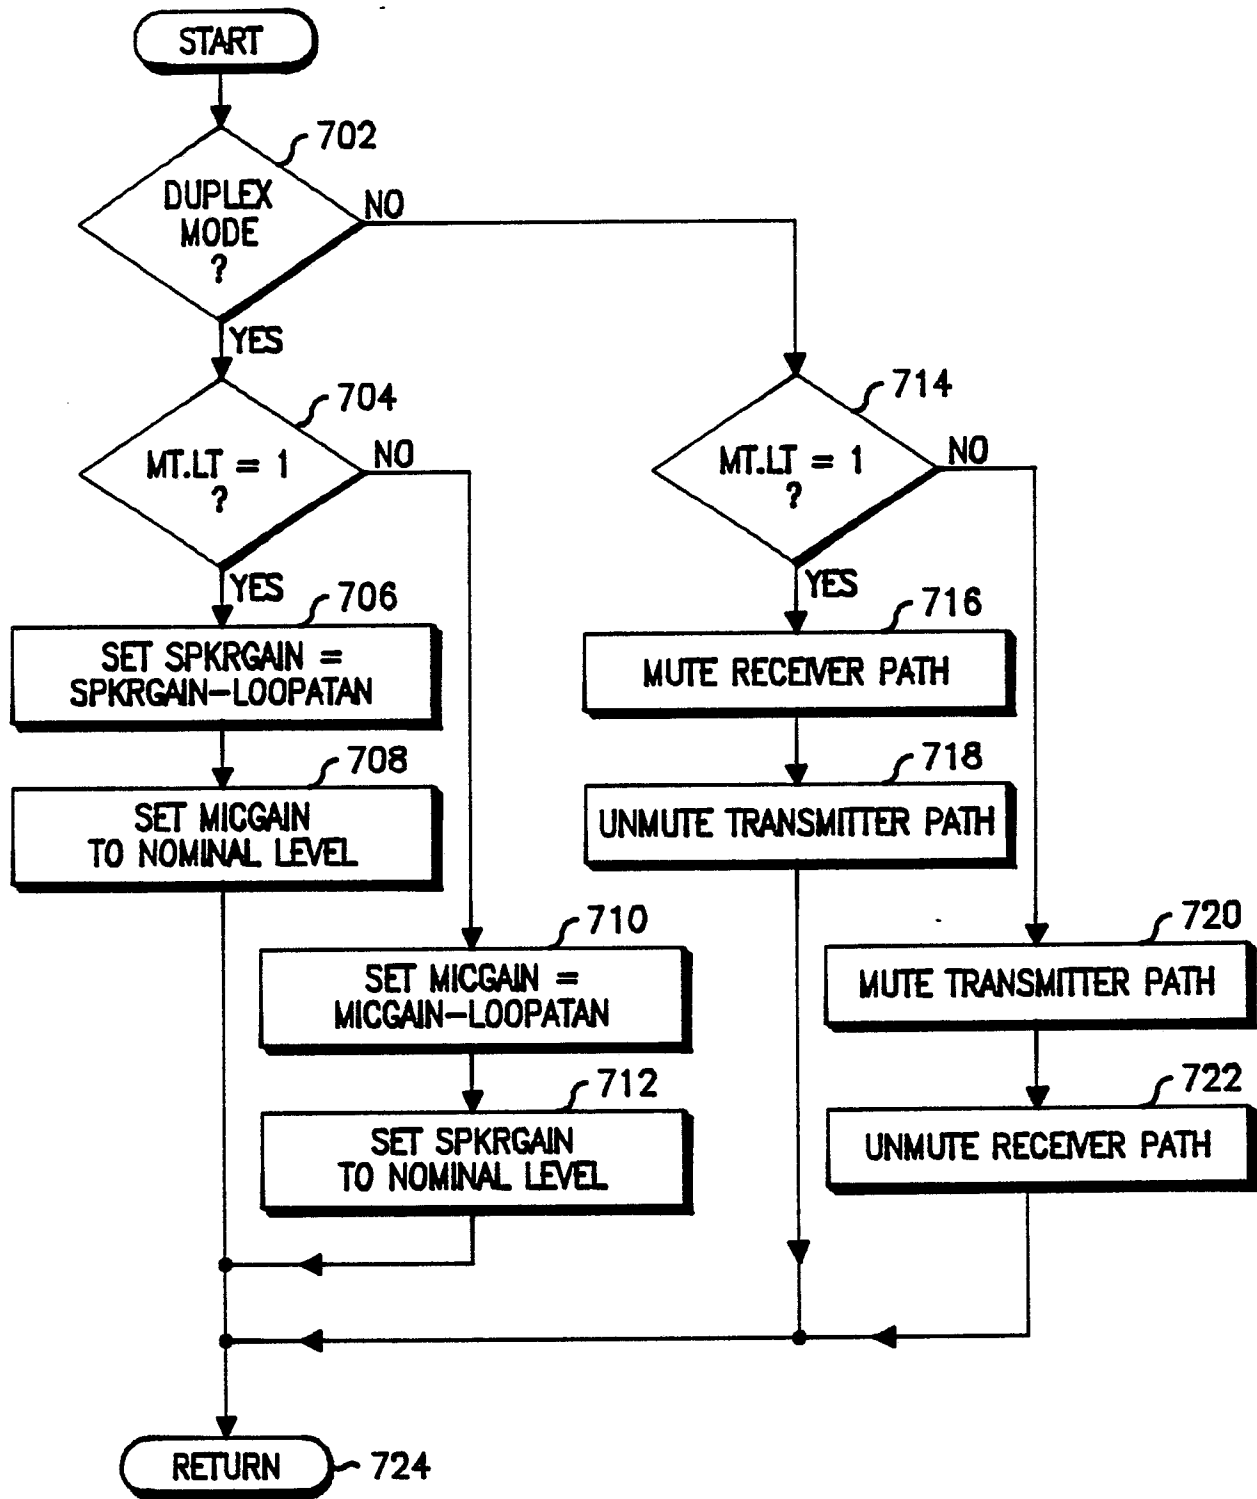 START
702
DUPLEX
MODE
?
NO
YES
704
MT.LT = 1
?
NO
YES
714
MT.LT = 1
?
NO
YES
706
SET SPKRGAIN =
SPKRGAIN-LOOPATAN
708
SET MICGAIN
TO NOMINAL LEVEL
710
SET MICGAIN =
MICGAIN-LOOPATAN
712
SET SPKRGAIN
TO NOMINAL LEVEL
716
MUTE RECEIVER PATH
718
UNMUTE TRANSMITTER PATH
720
MUTE TRANSMITTER PATH
722
UNMUTE RECEIVER PATH
RETURN
724